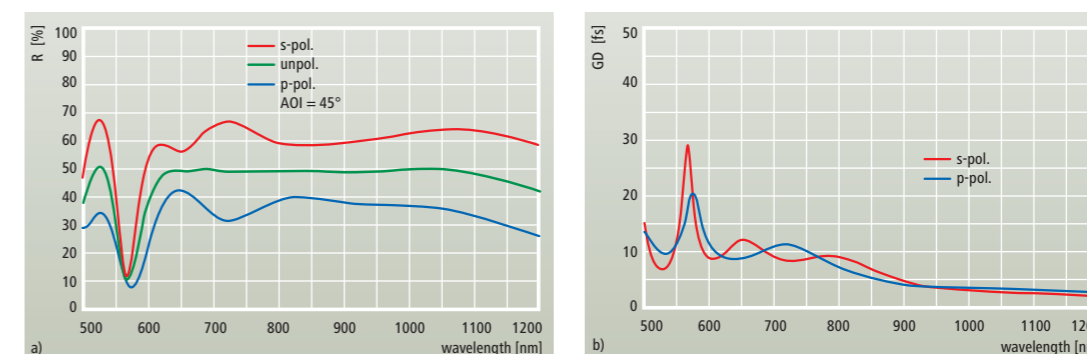 R [%]
100
90
80
70
60
50
40
30
20
10
0
s-pol.
unpol.
p-pol.
AOI = 45°
500 600 700 800 900 1000 1100 1200
wavelength [nm]
a)
GD [fs]
50
40
30
20
10
0
s-pol.
p-pol.
500 600 700 800 900 1000 1100
b)
wavelength